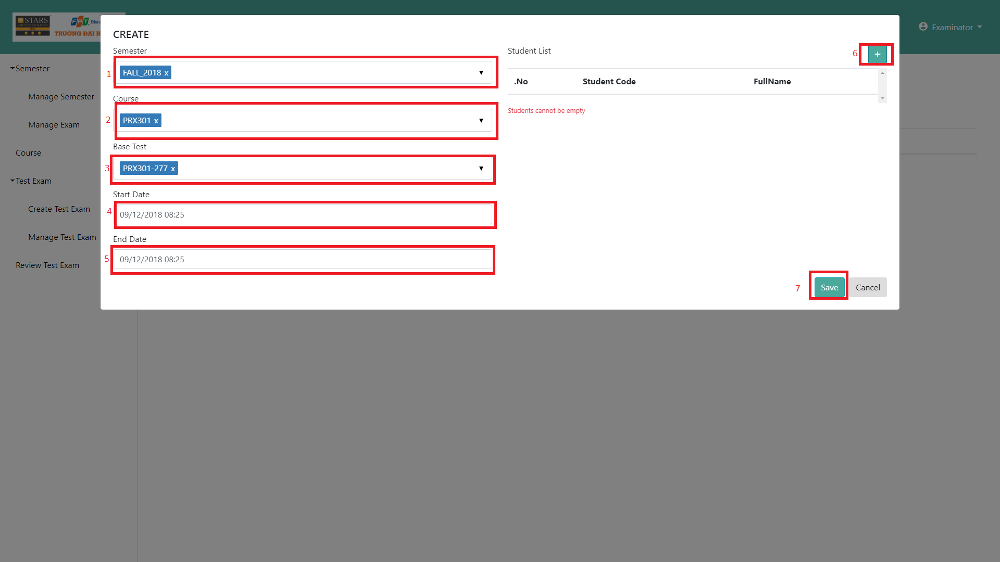 STARS
FPT. Educa
TRUỜNG ĐẠI H
Examinator
Semester
Manage Semester
Manage Exam
Course
Test Exam
Create Test Exam
Manage Test Exam
Review Test Exam
CREATE
Semester
1
FALL_2018 x
Course
2
PRX301 x
Base Test
3
PRX301-277 x
Start Date
4
09/12/2018 08:25
End Date
5
09/12/2018 08:25
Student List
6
+
.No Student Code FullName
Students cannot be empty
7
Save
Cancel